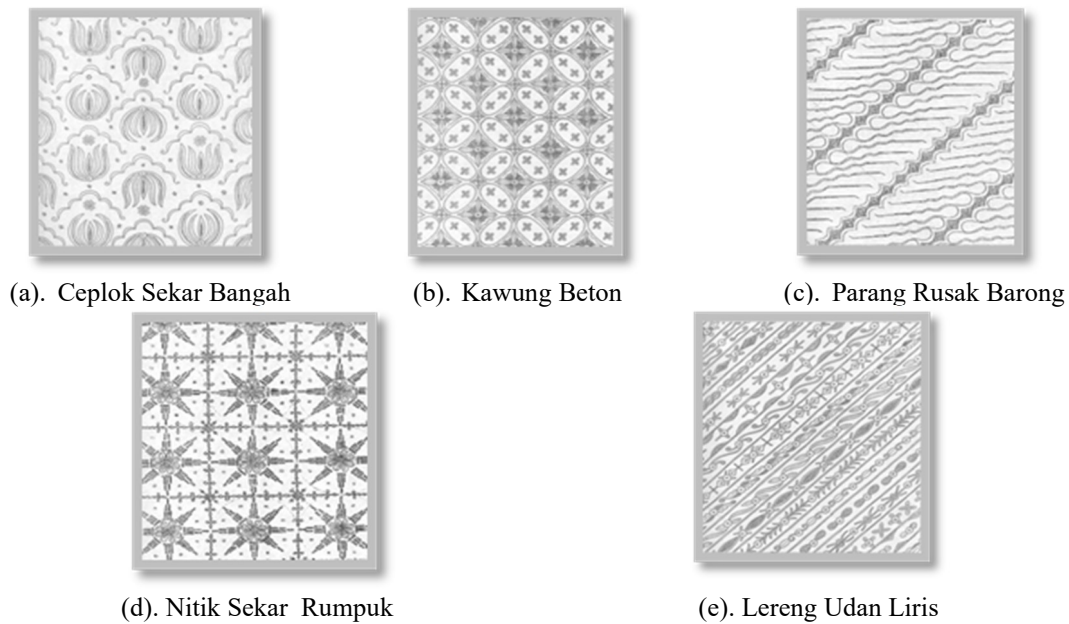 (a). Ceplok Sekar Bangah
(b). Kawung Beton
(c). Parang Rusak Barong
(d). Nitik Sekar Rumpuk
(e). Lereng Udan Liris